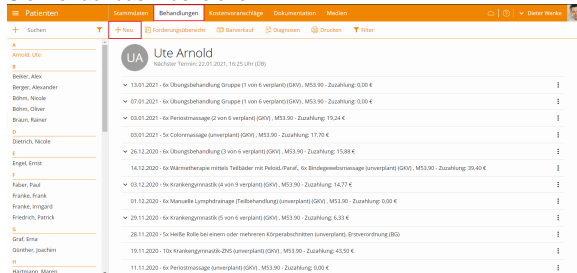 Patienten
Stammdaten Behandlungen Kostenvoranschläge Dokumentation Medien
Dieter Wenke
Suchen
+ Neu Forderungsübersicht Barverkauf Diagnosen Drucken Filter
A
Arnold, Ute
B
Belker, Alex
Berger, Alexander
Böhm, Nicole
Böhm, Oliver
Braun, Rainer
D
Dietrich, Nicole
E
Engel, Ernst
F
Faber, Paul
Franke, Frank
Franke, Irmgard
Friedrich, Patrick
G
Graf, Erna
Günther, Joachim
H
Hartmann, Maren
UA
Ute Arnold
Nächster Termin: 22.01.2021, 16:25 Uhr (ÜB)
13.01.2021 - 6x Übungsbehandlung Gruppe (1 von 6 verplant) (GKV) , M53.90 - Zuzahlung: 0,00 €
07.01.2021 - 6x Übungsbehandlung Gruppe (1 von 6 verplant) (GKV) , M53.90 - Zuzahlung: 0,00 €
03.01.2021 - 6x Periostmassage (2 von 6 verplant) (GKV) , M53.90 - Zuzahlung: 19,24 €
03.01.2021 - 5x Colonmassage (unverplant) (GKV) , M53.90 - Zuzahlung: 17,70 €
26.12.2020 - 6x Übungsbehandlung (3 von 6 verplant) (GKV) , M53.90 - Zuzahlung: 15,88 €
14.12.2020 - 6x Wärmetherapie mittels Teilbäder mit Peloid./Paraf., 6x Bindegewebsmassage (unverplant) (GKV) , M53.90 - Zuzahlung: 39,40 €
03.12.2020 - 9x Krankengymnastik (4 von 9 verplant) (GKV) , M53.90 - Zuzahlung: 14,77 €
01.12.2020 - 6x Manuelle Lymphdrainage (Teilbehandlung) (unverplant) (GKV) , M53.90 - Zuzahlung: 0,00 €
29.11.2020 - 6x Krankengymnastik (5 von 6 verplant) (GKV) , M53.90 - Zuzahlung: 6,33 €
28.11.2020 - 5x Heiße Rolle bei einem oder mehreren Körperabschnitten (unverplant), Erstverordnung (BG)
19.11.2020 - 10x Krankengymnastik-ZNS (unverplant) (GKV) , M53.90 - Zuzahlung: 43,50 €
11.11.2020 - 6x Periostmassage (unverplant) (GKV) , M53.90 - Zuzahlung: 0,00 €